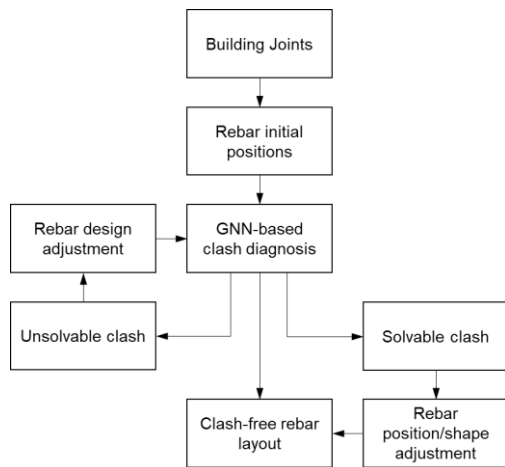 Building Joints
Rebar initial
positions
Rebar design
adjustment
GNN-based
clash diagnosis
Unsolvable clash
Solvable clash
Clash-free rebar
layout
Rebar
position/shape
adjustment